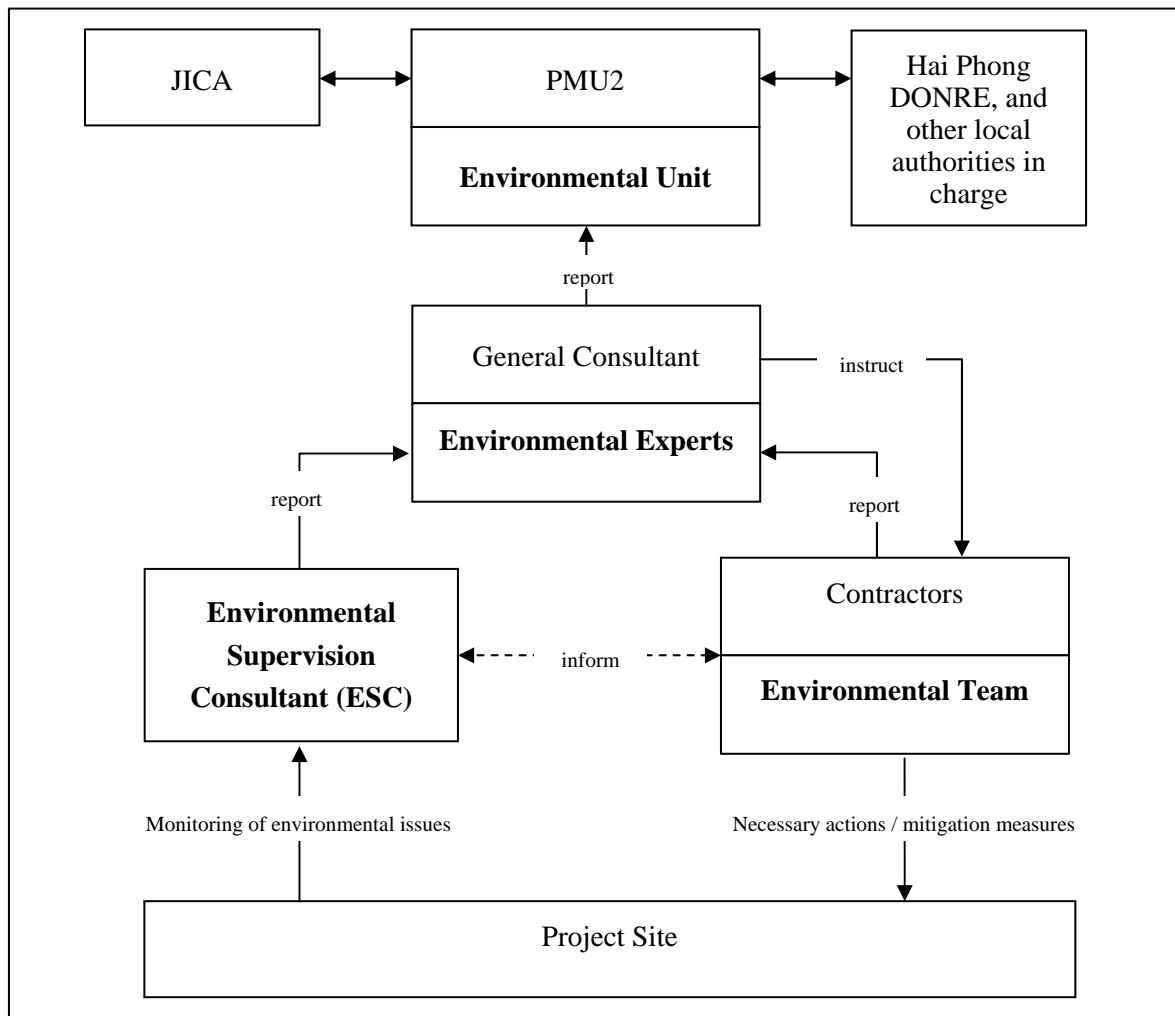 JICA
PMU2
Environmental Unit
Hai Phong
DONRE, and
other local
authorities in
charge
report
General Consultant
Environmental Experts
instruct
report
report
Environmental
Supervision
Consultant (ESC)
inform
Contractors
Environmental Team
Monitoring of environmental issues
Necessary actions / mitigation measures
Project Site